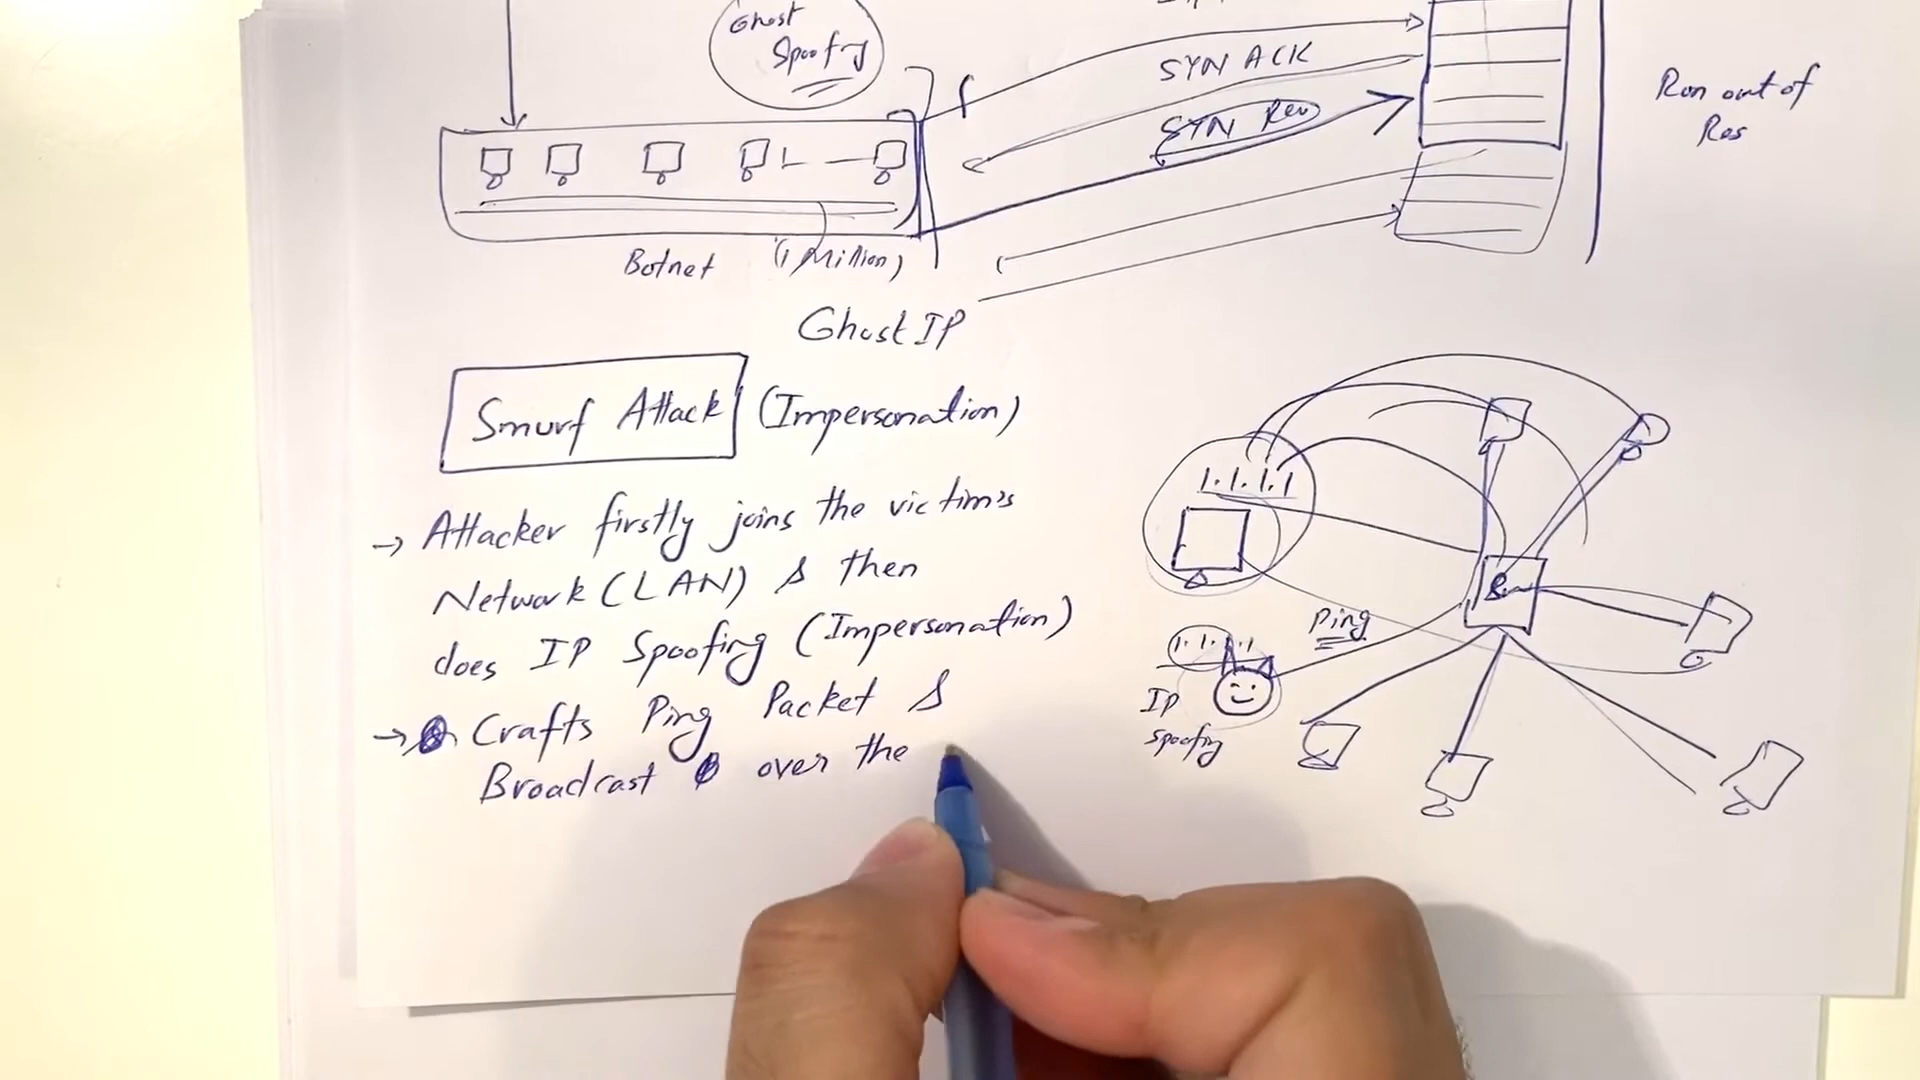 Ghost
Spoofing
SYN ACK
SYN Req
Run out of
Res
Botnet (1 Million)
Ghost IP
Smurf Attack (Impersonation)
→ Attacker firstly joins the victim's
Network (LAN) & then
does IP Spoofing (Impersonation)
→ Crafts Ping Packet &
Broadcast over the
1.1.1.1
R
Ping
1.1.1.1
IP
spoofing